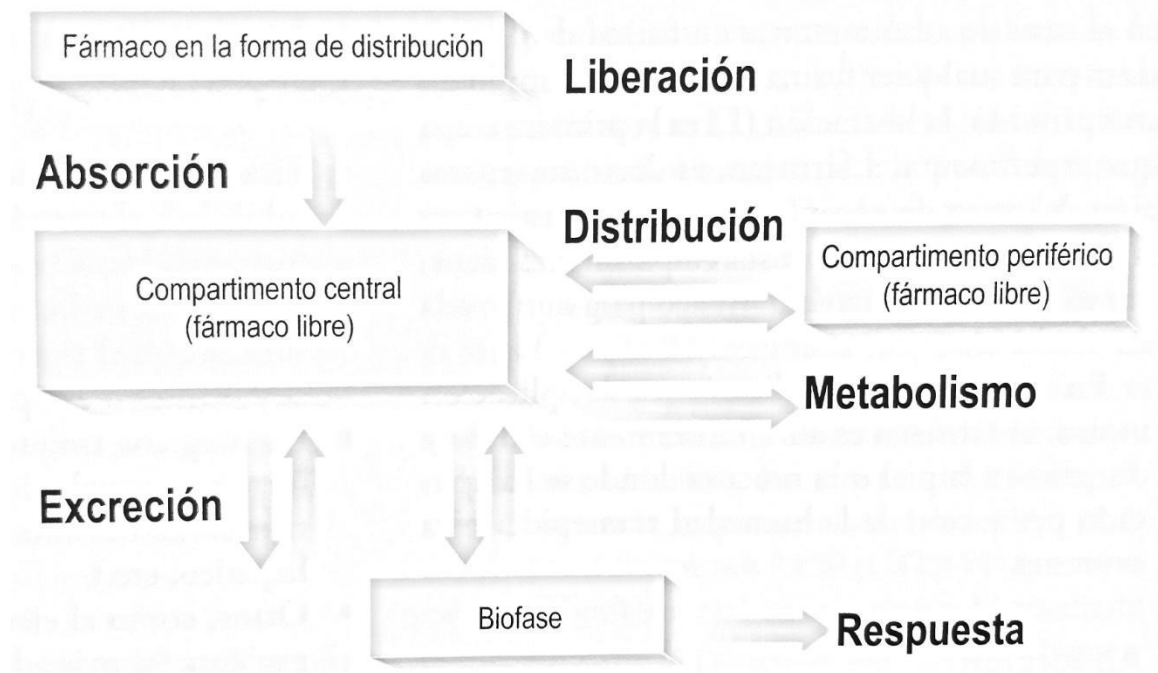 Fármaco en la forma de distribución
Liberación
Absorción
Distribución
Compartimento central
(fármaco libre)
Compartimento periférico
(fármaco libre)
Metabolismo
Excreción
Biofase
Respuesta